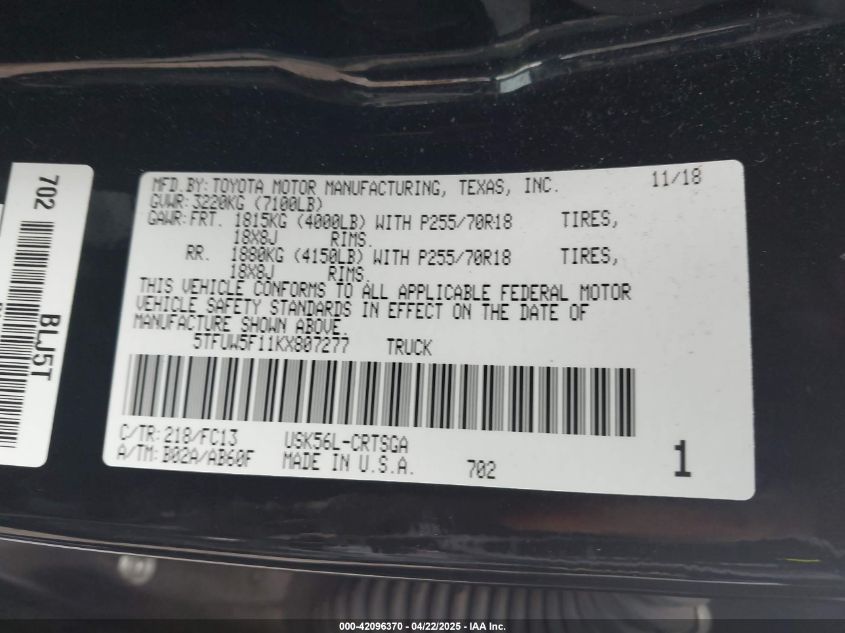 MFD.BY: TOYOTA MOTOR MANUFACTURING, TEXAS, INC. 11/18
GVWR: 3220KG (7100LB)
GAWR: FRT. 1815KG (4000LB) WITH P255/70R18 TIRES,
18X8J RIMS.
RR. 1880KG (4150LB) WITH P255/70R18 TIRES,
18X8J RIMS.
THIS VEHICLE CONFORMS TO ALL APPLICABLE FEDERAL MOTOR
VEHICLE SAFETY STANDARDS IN EFFECT ON THE DATE OF
MANUFACTURE SHOWN ABOVE.
5TFUW5F11KX807277 TRUCK
C/TR: 218/FC13 USK56L-CRTSGA
A/TM: B02A/AB60F MADE IN U.S.A. 702
1
702
BLJ5T
000-42096370 - 04/22/2025 - IAA Inc.